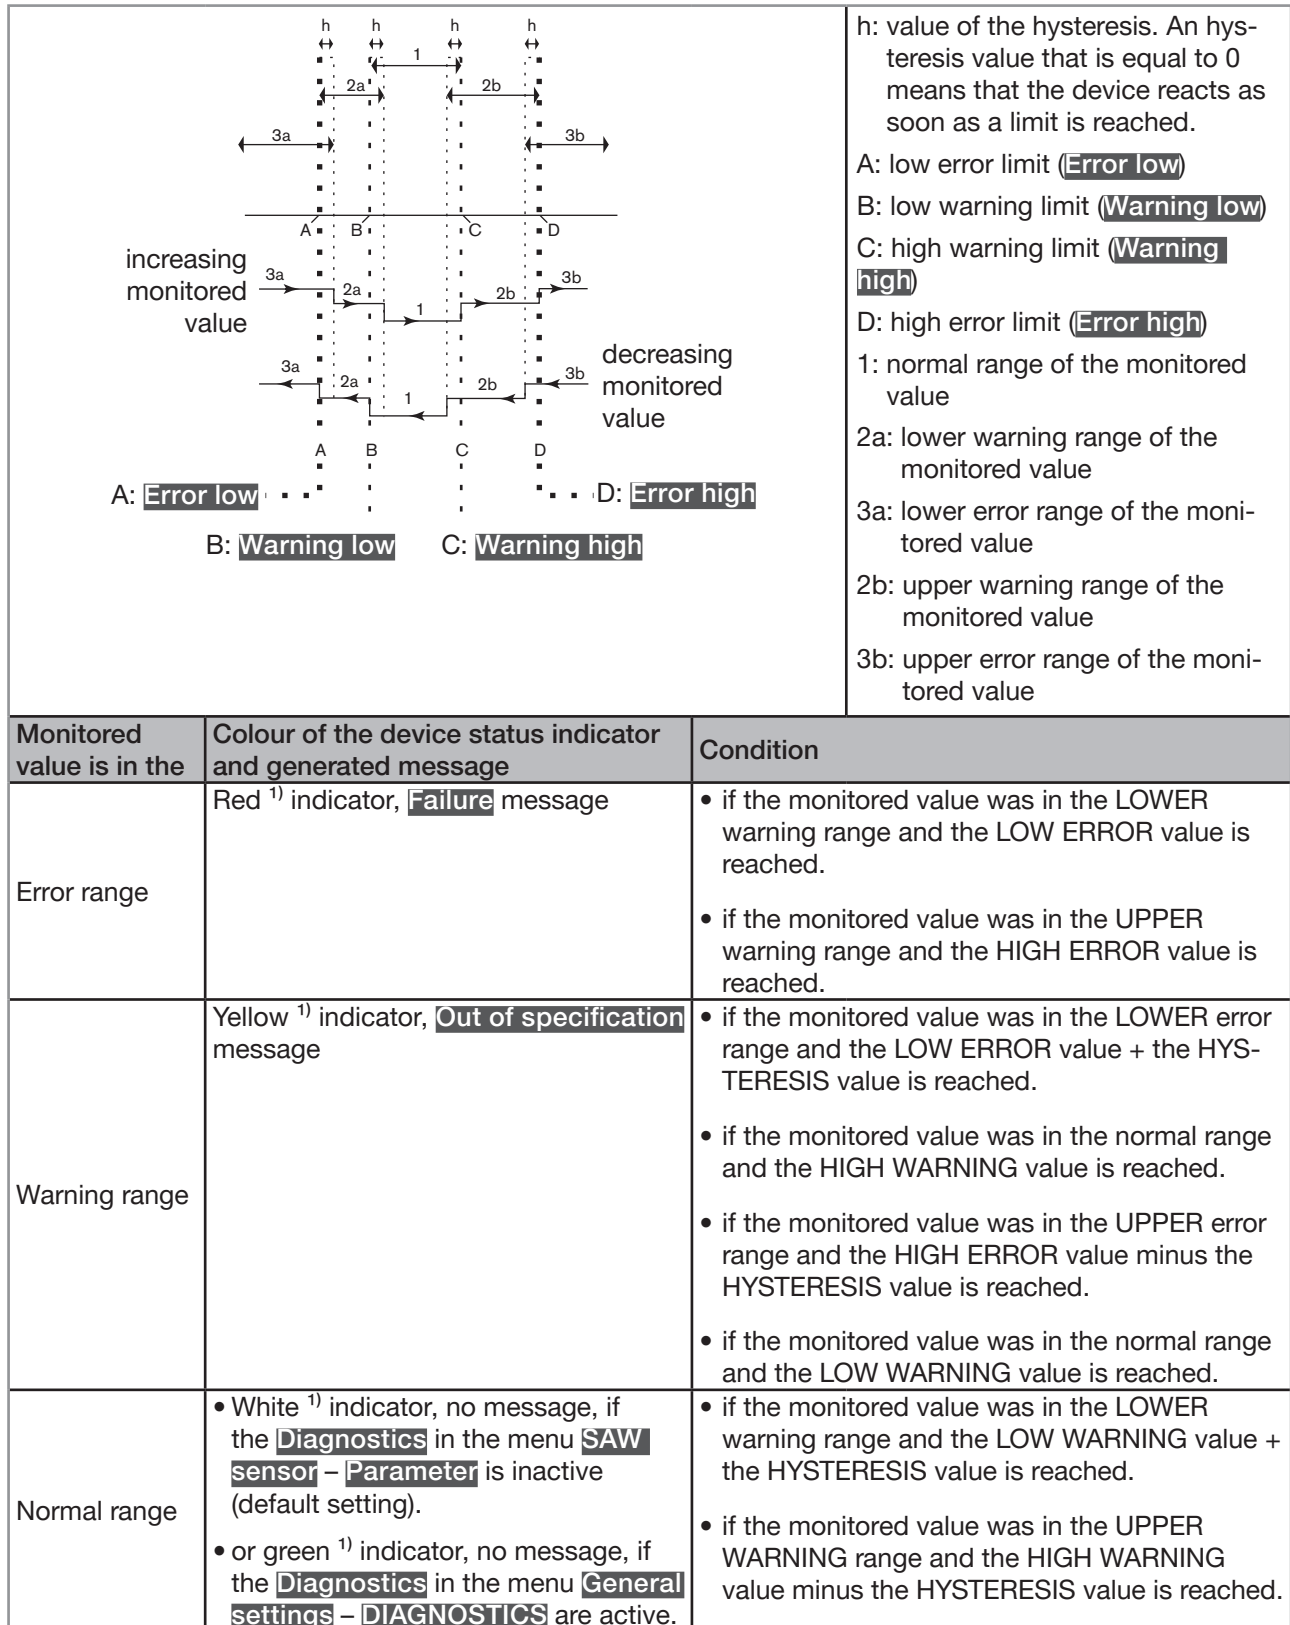 h h h h
1
2a 2b
3a 3b
A B C D
increasing
monitored
value
3a 2a 1 2b 3b
decreasing
monitored
value
3a 2a 1 2b 3b
A B C D
A: Error low
D: Error high
B: Warning low
C: Warning high
h: value of the hysteresis. An hys-
teresis value that is equal to 0
means that the device reacts as
soon as a limit is reached.
A: low error limit (Error low)
B: low warning limit (Warning low)
C: high warning limit (Warning
high)
D: high error limit (Error high)
1: normal range of the monitored
value
2a: lower warning range of the
monitored value
3a: lower error range of the moni-
tored value
2b: upper warning range of the
monitored value
3b: upper error range of the moni-
tored value
Monitored
value is in the
Colour of the device status indicator
and generated message
Condition
Error range
Red 1) indicator, Failure message
• if the monitored value was in the LOWER
warning range and the LOW ERROR value is
reached.
• if the monitored value was in the UPPER
warning range and the HIGH ERROR value is
reached.
Warning range
Yellow 1) indicator, Out of specification
message
• if the monitored value was in the LOWER error
range and the LOW ERROR value + the HYS-
TERESIS value is reached.
• if the monitored value was in the normal range
and the HIGH WARNING value is reached.
• if the monitored value was in the UPPER error
range and the HIGH ERROR value minus the
HYSTERESIS value is reached.
• if the monitored value was in the normal range
and the LOW WARNING value is reached.
Normal range
• White 1) indicator, no message, if
the Diagnostics in the menu SAW
sensor – Parameter is inactive
(default setting).
• or green 1) indicator, no message, if
the Diagnostics in the menu General
settings – DIAGNOSTICS are active.
• if the monitored value was in the LOWER
warning range and the LOW WARNING value +
the HYSTERESIS value is reached.
• if the monitored value was in the UPPER
WARNING range and the HIGH WARNING
value minus the HYSTERESIS value is reached.